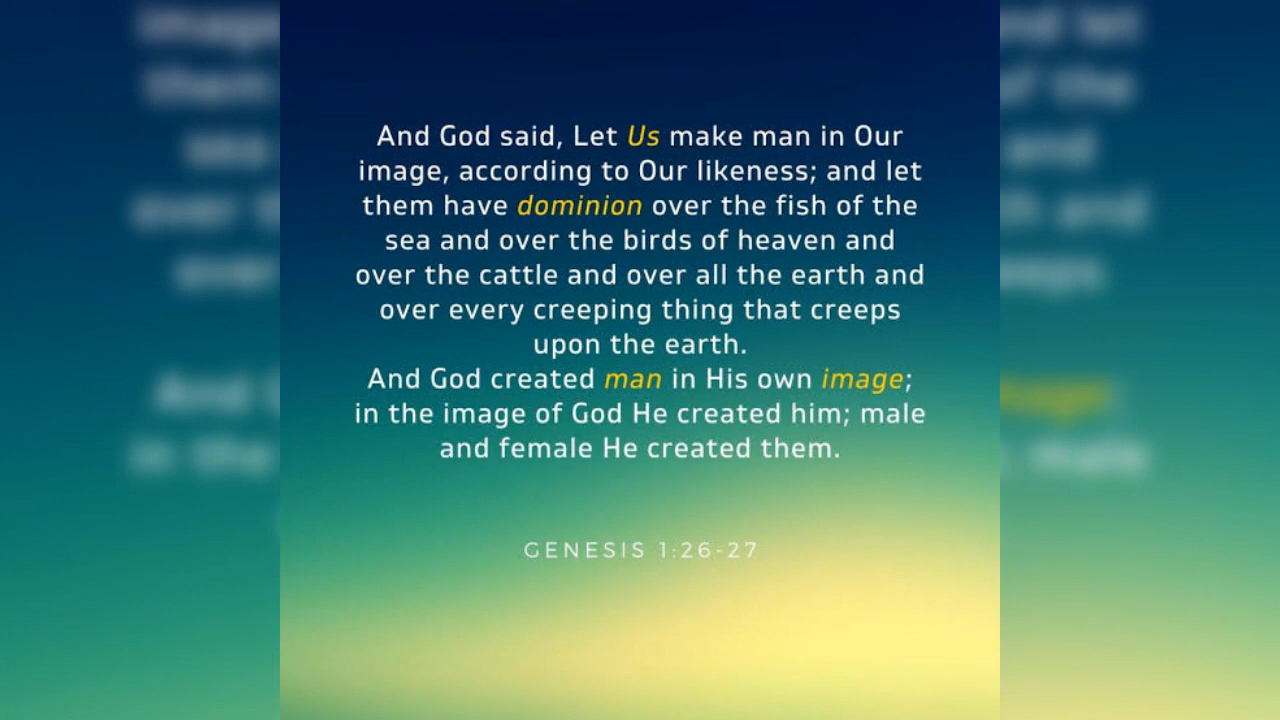 And God said, Let Us make man in Our
image, according to Our likeness; and let
them have dominion over the fish of the
sea and over the birds of heaven and
over the cattle and over all the earth and
over every creeping thing that creeps
upon the earth.
And God created man in His own image;
in the image of God He created him; male
and female He created them.
GENESIS 1:26-27